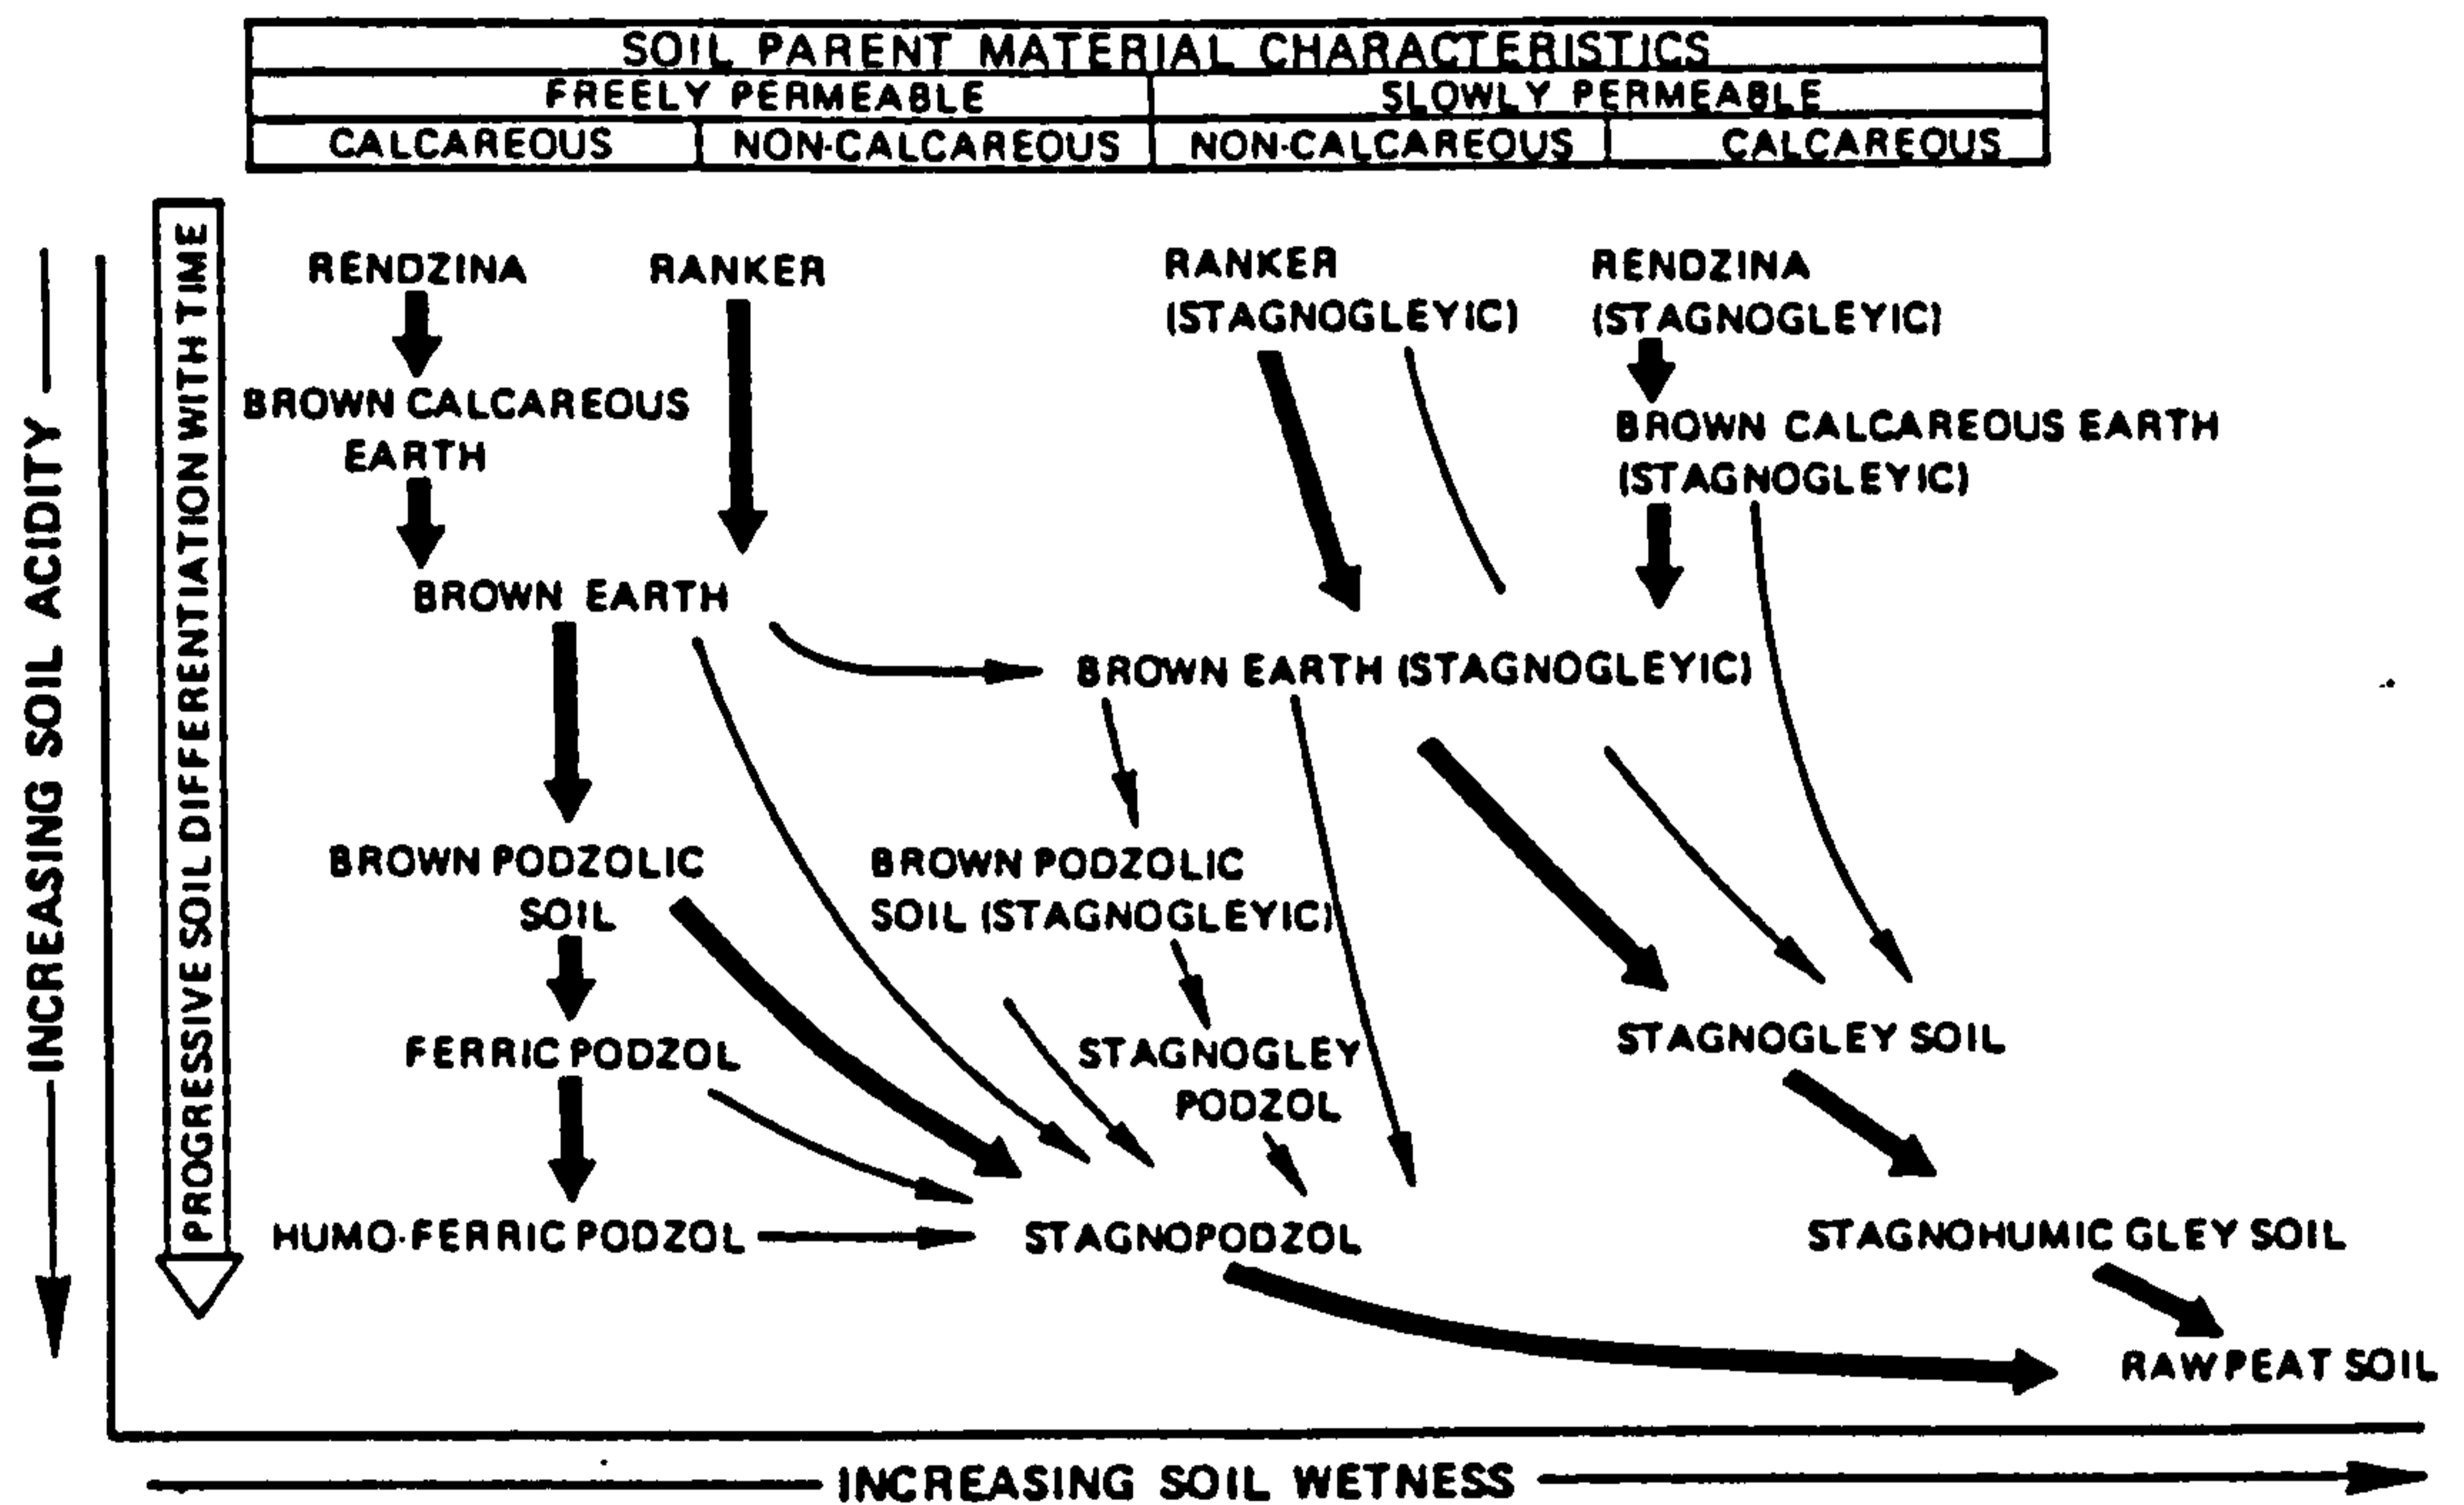 SOIL PARENT MATERIAL CHARACTERISTICS
FREELY PERMEABLE
SLOWLY PERMEABLE
CALCAREOUS
NON-CALCAREOUS
NON-CALCAREOUS
CALCAREOUS
INCREASING SOIL ACIDITY
PROGRESSIVE SOIL DIFFERENTIATION WITH TIME
RENDZINA
RANKER
RANKER
(STAGNOGLEYIC)
RENDZINA
(STAGNOGLEYIC)
BROWN CALCAREOUS
EARTH
BROWN CALCAREOUS EARTH
(STAGNOGLEYIC)
BROWN EARTH
BROWN EARTH (STAGNOGLEYIC)
BROWN PODZOLIC
SOIL
BROWN PODZOLIC
SOIL (STAGNOGLEYIC)
FERRIC PODZOL
STAGNOGLEY
PODZOL
STAGNOGLEY SOIL
HUMO-FERRIC PODZOL
STAGNOPODZOL
STAGNOHUMIC GLEY SOIL
RAW PEAT SOIL
INCREASING SOIL WETNESS